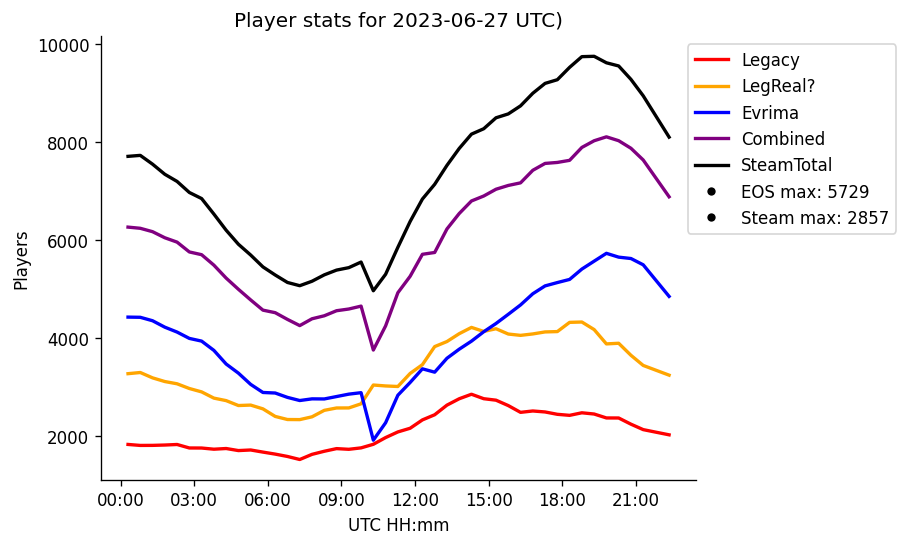 Player stats for 2023-06-27 UTC)
Players
10000
8000
6000
4000
2000
00:00 03:00 06:00 09:00 12:00 15:00 18:00 21:00
UTC HH:mm
Legacy
LegReal?
Evrima
Combined
SteamTotal
EOS max: 5729
Steam max: 2857